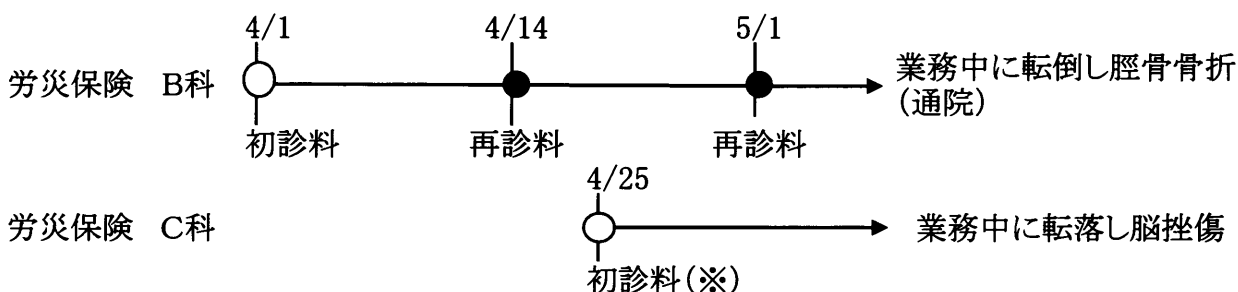 4/1 4/14 5/1
労災保険 B科
業務中に転倒し脛骨骨折
(通院)
初診料 再診料 再診料
4/25
労災保険 C科
業務中に転落し脳挫傷
初診料(※)